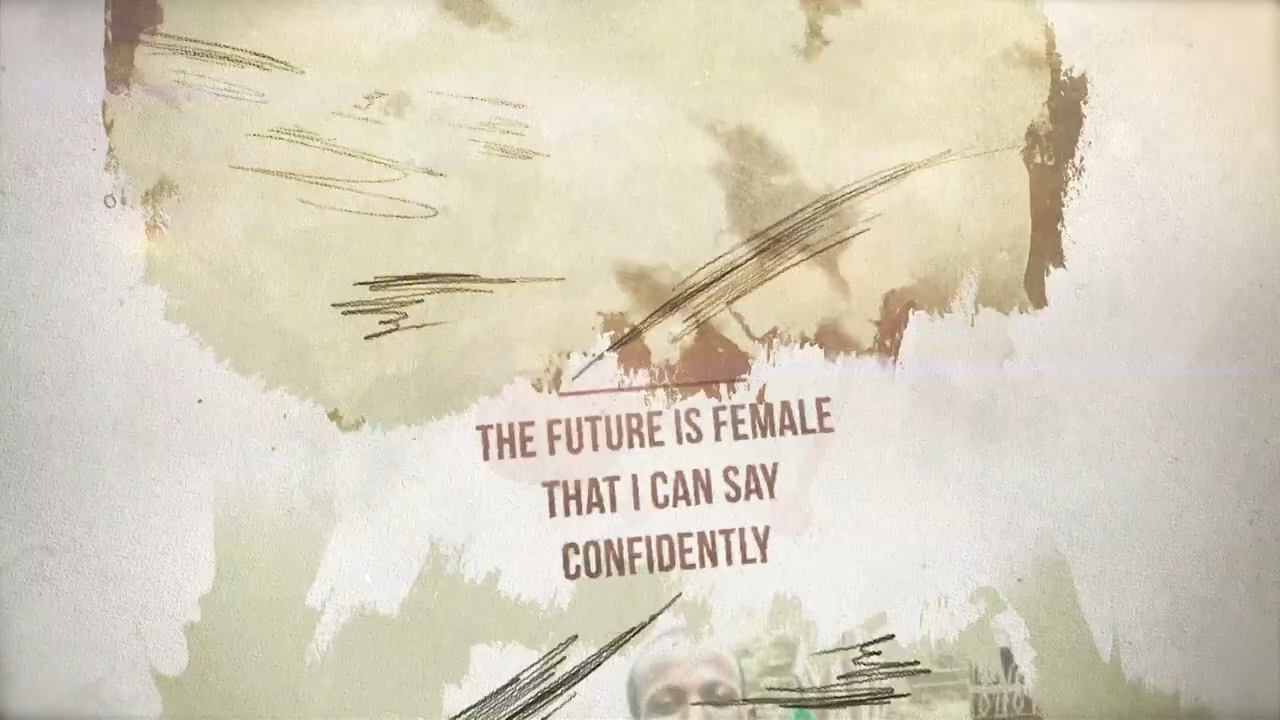 THE FUTURE IS FEMALE
THAT I CAN SAY
CONFIDENTLY